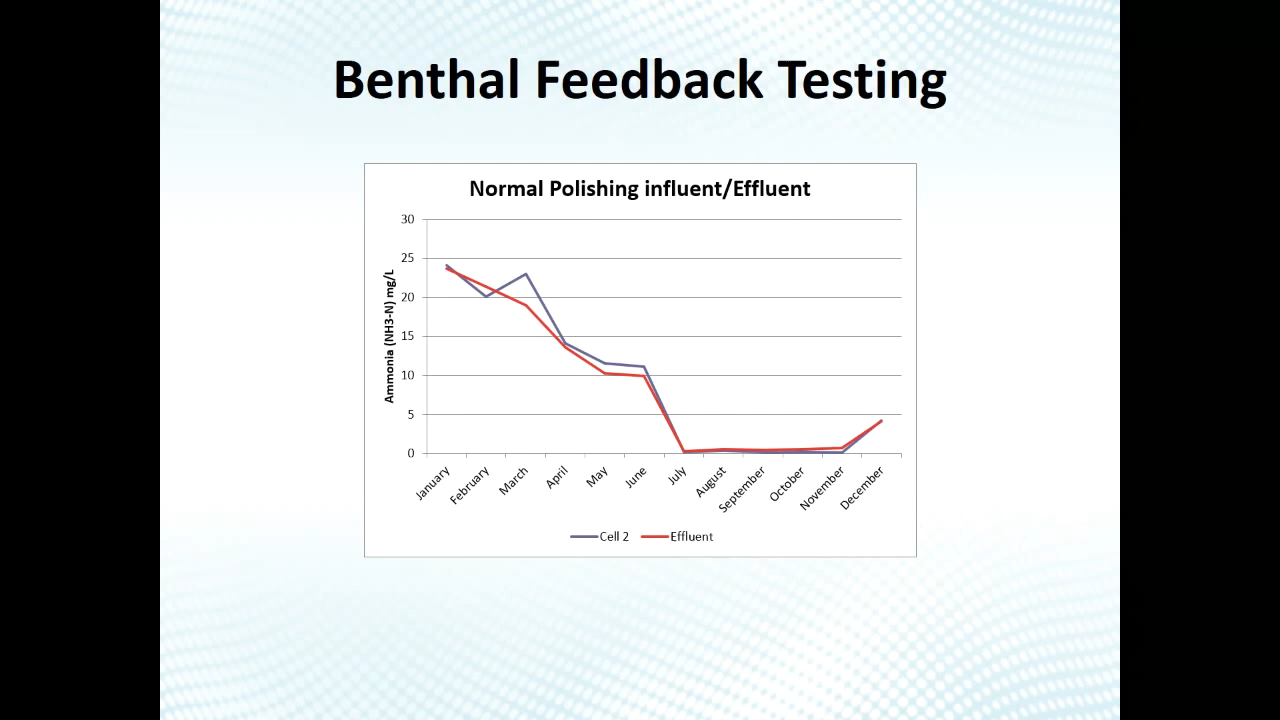 Benthal Feedback Testing
Normal Polishing influent/Effluent
30
25
20
15
10
5
0
Ammonia (NH3-N) mg/L
January
February
March
April
May
June
July
August
September
October
November
December
Cell 2
Effluent